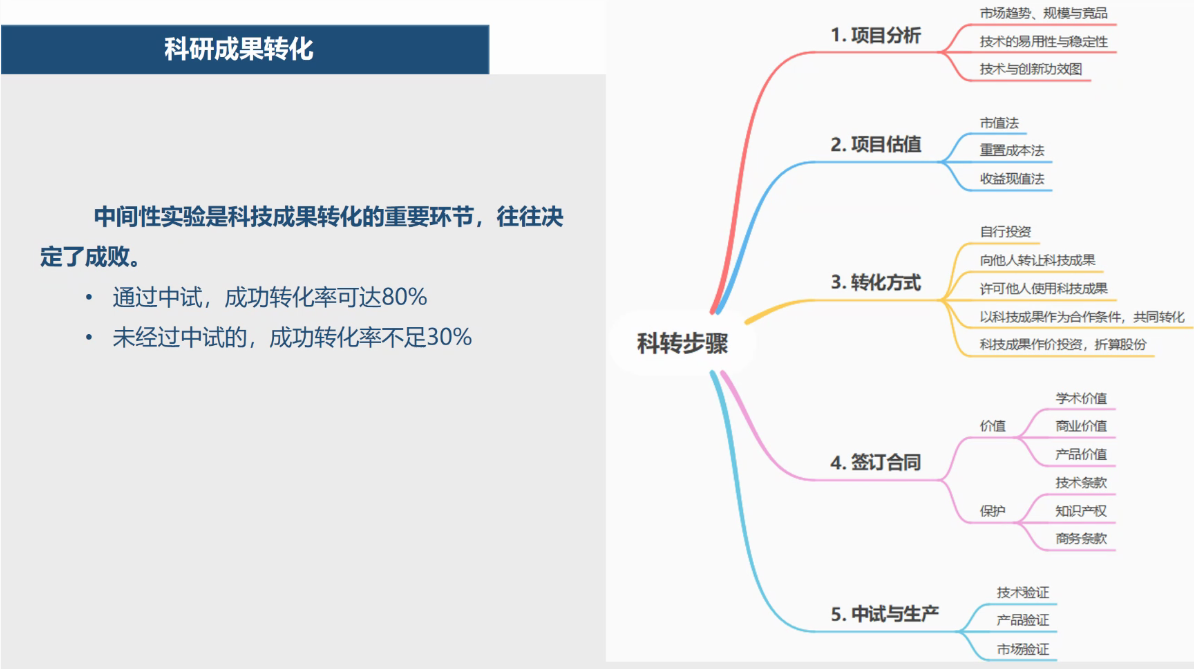 科研成果转化
中间性实验是科技成果转化的重要环节，往往决
定了成败。
• 通过中试，成功转化率可达80%
• 未经过中试的，成功转化率不足30%
科转步骤
1. 项目分析
市场趋势、规模与竞品
技术的易用性与稳定性
技术与创新功效图
2. 项目估值
市值法
重置成本法
收益现值法
3. 转化方式
自行投资
向他人转让科技成果
许可他人使用科技成果
以科技成果作为合作条件，共同转化
科技成果作价投资，折算股份
4. 签订合同
价值
学术价值
商业价值
产品价值
保护
技术条款
知识产权
商务条款
5. 中试与生产
技术验证
产品验证
市场验证